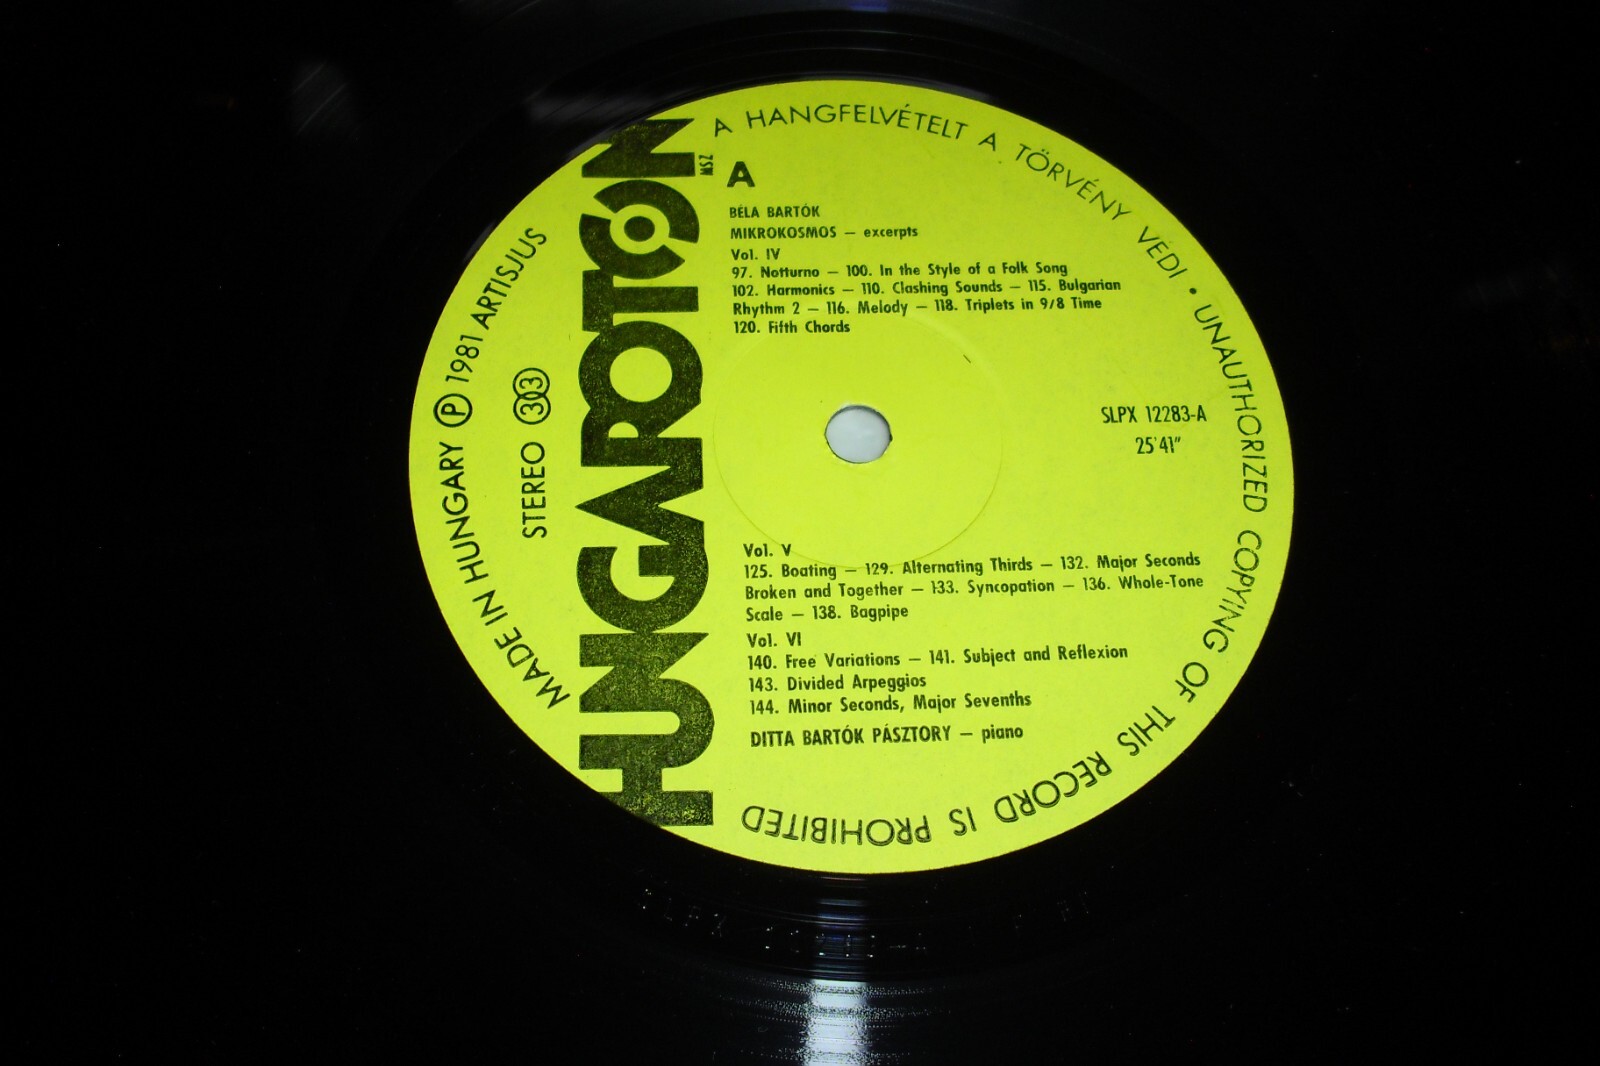 A HANGFELVÉTELT A TÖRVÉNY VÉDI • UNAUTHORIZED COPYING OF THIS RECORD IS PROHIBITED
MADE IN HUNGARY Ⓟ 1981 ARTISJUS
STEREO 33
HUNGAROTON
MSZ
A
BÉLA BARTÓK
MIKROKOSMOS — excerpts
Vol. IV
97. Notturno — 100. In the Style of a Folk Song
102. Harmonics — 110. Clashing Sounds — 115. Bulgarian
Rhythm 2 — 116. Melody — 118. Triplets in 9/8 Time
120. Fifth Chords
SLPX 12283-A
25'41"
Vol. V
125. Boating — 129. Alternating Thirds — 132. Major Seconds
Broken and Together — 133. Syncopation — 136. Whole-Tone
Scale — 138. Bagpipe
Vol. VI
140. Free Variations — 141. Subject and Reflexion
143. Divided Arpeggios
144. Minor Seconds, Major Sevenths
DITTA BARTÓK PÁSZTORY — piano